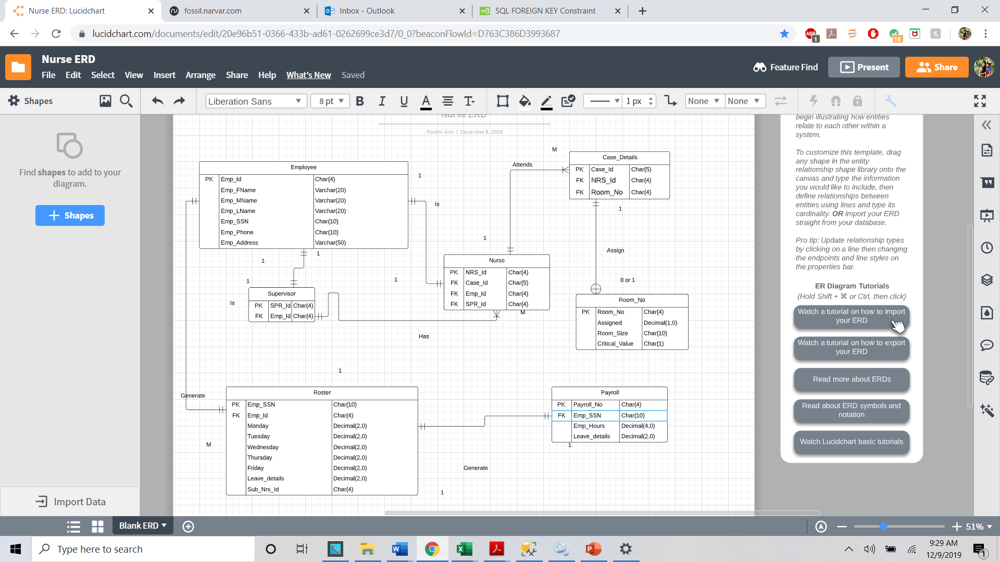 Nurse ERD: Lucidchart
fossil.narvar.com
Inbox - Outlook
SQL FOREIGN KEY Constraint
lucidchart.com/documents/edit/20e96b51-0366-433b-ad61-0262699ce3d7/0_0?beaconFlowId=D763C386D3993687
ABP 1
18
Nurse ERD
File Edit Select View Insert Arrange Share Help What's New Saved
Feature Find
Present
Share
Shapes
Liberation Sans
8 pt
B I U A T
1 px
None
None
Find shapes to add to your
diagram.
+ Shapes
Import Data
Nurse ERD
Roshni Arul | December 8, 2019
Employee
PK Emp_Id Char(4)
Emp_FName Varchar(20)
Emp_MName Varchar(20)
Emp_LName Varchar(20)
Emp_SSN Char(10)
Emp_Phone Char(10)
Emp_Address Varchar(50)
1
Is
1
1
1
1
Is
Supervisor
PK SPR_Id Char(4)
FK Emp_Id Char(4)
Has
M
Attends
1
Nurse
PK NRS_Id Char(4)
FK Case_Id Char(5)
FK Emp_Id Char(4)
FK SPR_Id Char(4)
M
Case_Details
PK Case_Id Char(5)
FK NRS_Id Char(4)
FK Room_No Char(4)
1
Assign
0 or 1
Room_No
PK Room_No Char(4)
Assigned Decimal(1,0)
Room_Size Char(10)
Critical_Value Char(1)
1
Generate
M
Roster
PK Emp_SSN Char(10)
FK Emp_Id Char(4)
Monday Decimal(2,0)
Tuesday Decimal(2,0)
Wednesday Decimal(2,0)
Thursday Decimal(2,0)
Friday Decimal(2,0)
Leave_details Decimal(2,0)
Sub_Nrs_Id Char(4)
1
Generate
Payroll
PK Payroll_No Char(4)
FK Emp_SSN Char(10)
Emp_Hours Decimal(4,0)
Leave_details Decimal(2,0)
1
begin illustrating how entities
relate to each other within a
system.
To customize this template, drag
any shape in the entity
relationship shape library onto the
canvas and type the information
you would like to include, then
define relationships between
entities using lines and type its
cardinality. OR import your ERD
straight from your database.
Pro tip: Update relationship types
by clicking on a line then changing
the endpoints and line styles on
the properties bar.
ER Diagram Tutorials
(Hold Shift + ⌘ or Ctrl, then click)
Watch a tutorial on how to import
your ERD
Watch a tutorial on how to export
your ERD
Read more about ERDs
Read about ERD symbols and
notation
Watch Lucidchart basic tutorials
Blank ERD
51%
Type here to search
9:29 AM
12/9/2019
1